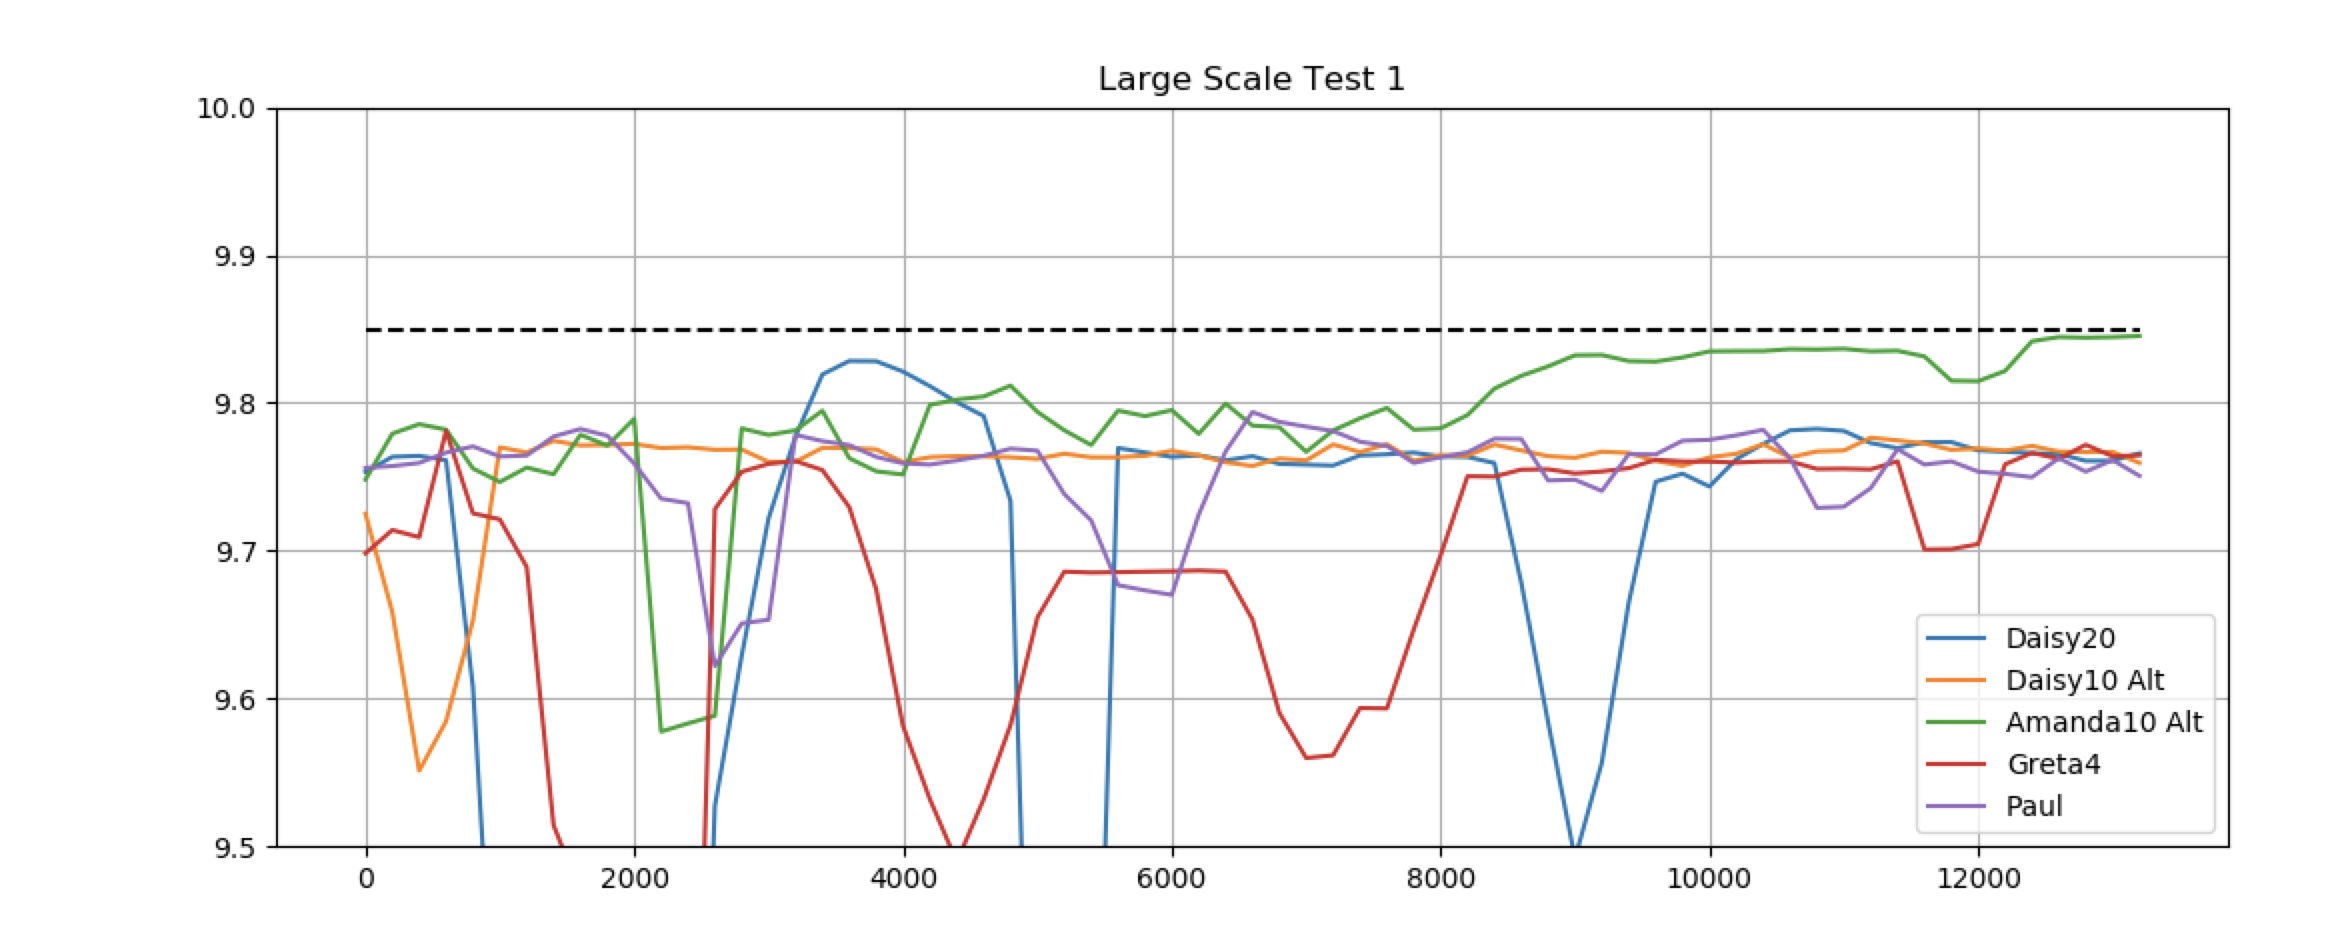 Large Scale Test 1
10.0
9.9
9.8
9.7
9.6
9.5
0 2000 4000 6000 8000 10000 12000
Daisy20
Daisy10 Alt
Amanda10 Alt
Greta4
Paul